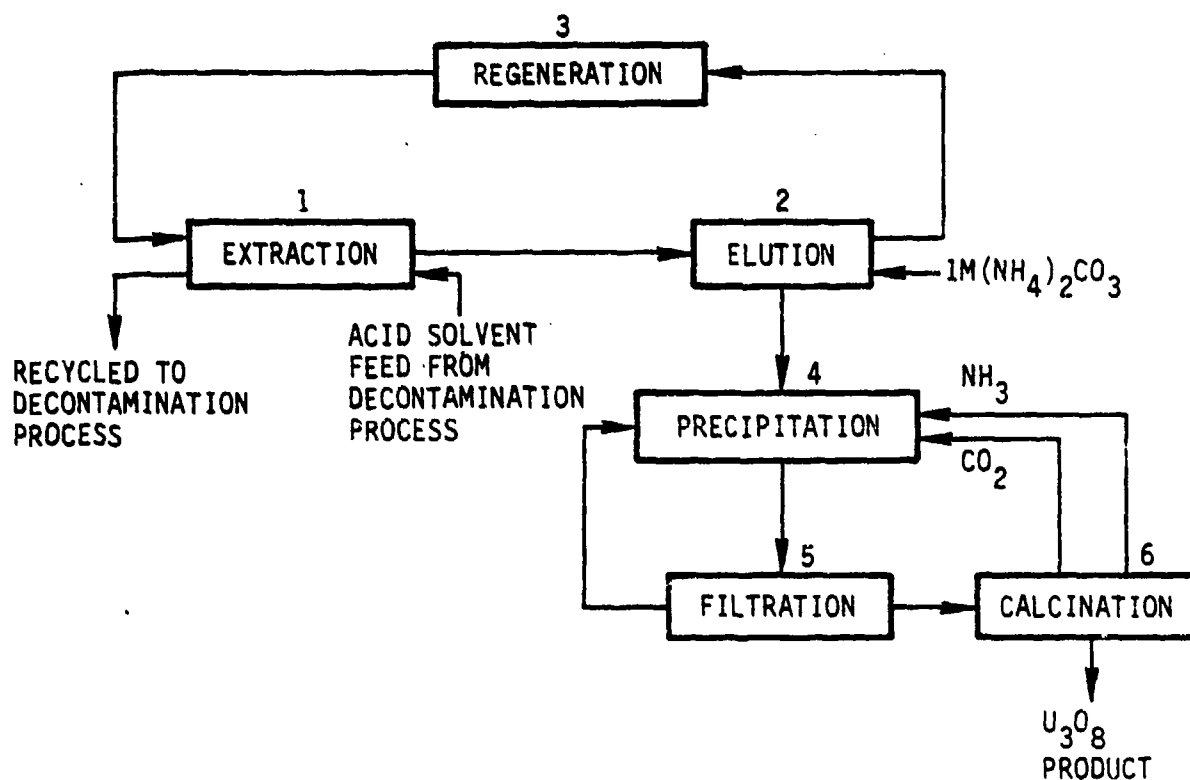 3
REGENERATION
1
EXTRACTION
2
ELUTION
1M(NH4)2CO3
RECYCLED TO
DECONTAMINATION
PROCESS
ACID SOLVENT
FEED FROM
DECONTAMINATION
PROCESS
4
PRECIPITATION
NH3
CO2
5
FILTRATION
6
CALCINATION
U3O8
PRODUCT